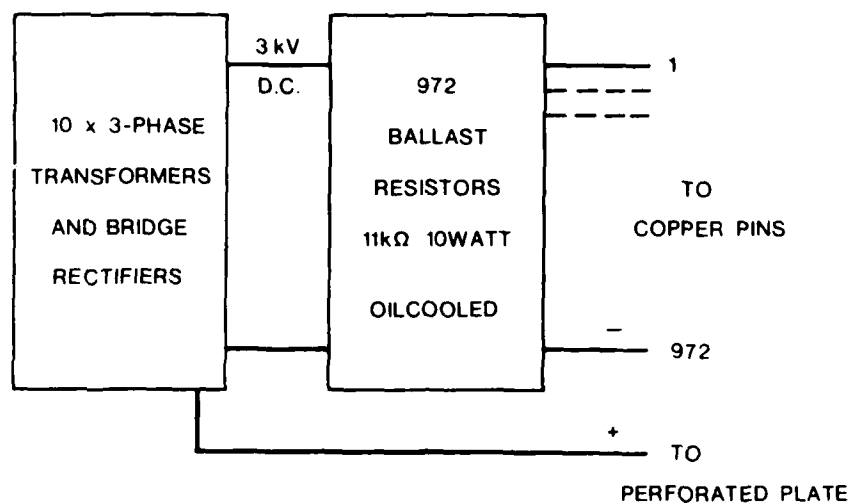 10 x 3-PHASE
TRANSFORMERS
AND BRIDGE
RECTIFIERS
3 kV
D.C.
972
BALLAST
RESISTORS
11kΩ 10WATT
OILCOOLED
1
TO
COPPER PINS
–
972
+
TO
PERFORATED PLATE